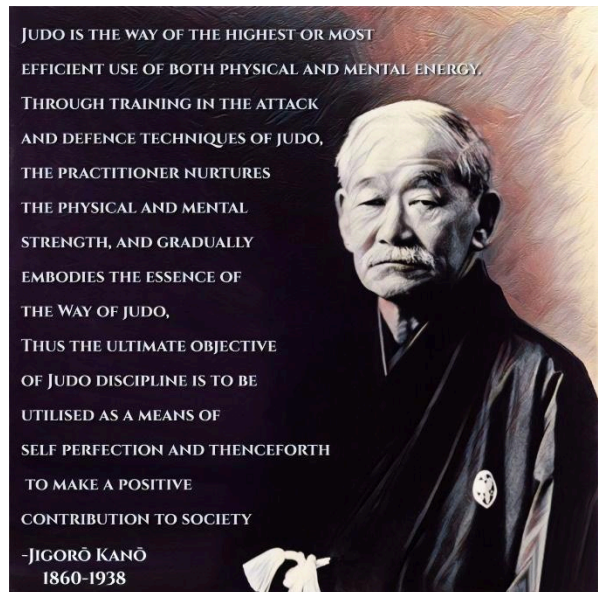 Judo is the way of the highest or most
efficient use of both physical and mental energy.
Through training in the attack
and defence techniques of judo,
the practitioner nurtures
the physical and mental
strength, and gradually
embodies the essence of
the Way of judo,
Thus the ultimate objective
of Judo discipline is to be
utilised as a means of
self perfection and thenceforth
to make a positive
contribution to society
-Jigorō Kanō
1860-1938